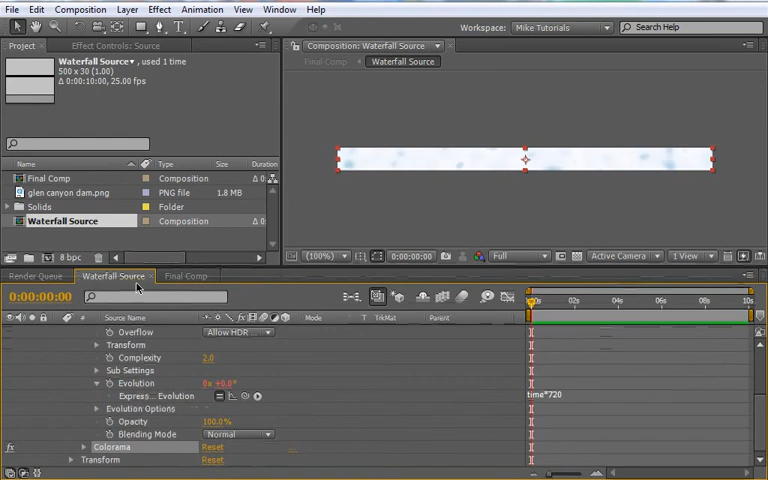 File Edit Composition Layer Effect Animation View Window Help
Workspace: Mike Tutorials Search Help
Project Effect Controls: Source
Composition: Waterfall Source
Waterfall Source▾, used 1 time
500 x 30 (1.00)
Δ 0:00:10:00, 25.00 fps
Final Comp Waterfall Source
Name Type Size Duration
Final Comp Composition Δ 0:
glen canyon dam.png PNG file 1.8 MB
Solids Folder
Waterfall Source Composition Δ 0:
8 bpc
(100%) 0:00:00:00 Full Active Camera 1 View
Render Queue Waterfall Source × Final Comp
0:00:00:00
00s 02s 04s 06s 08s 10s
Source Name Mode T TrkMat Parent
Overflow Allow HDR ...
Transform
Complexity 2.0
Sub Settings
Evolution 0x +0.0°
Express... Evolution time*720
Evolution Options
Opacity 100.0%
Blending Mode Normal
fx Colorama Reset ...
Transform Reset